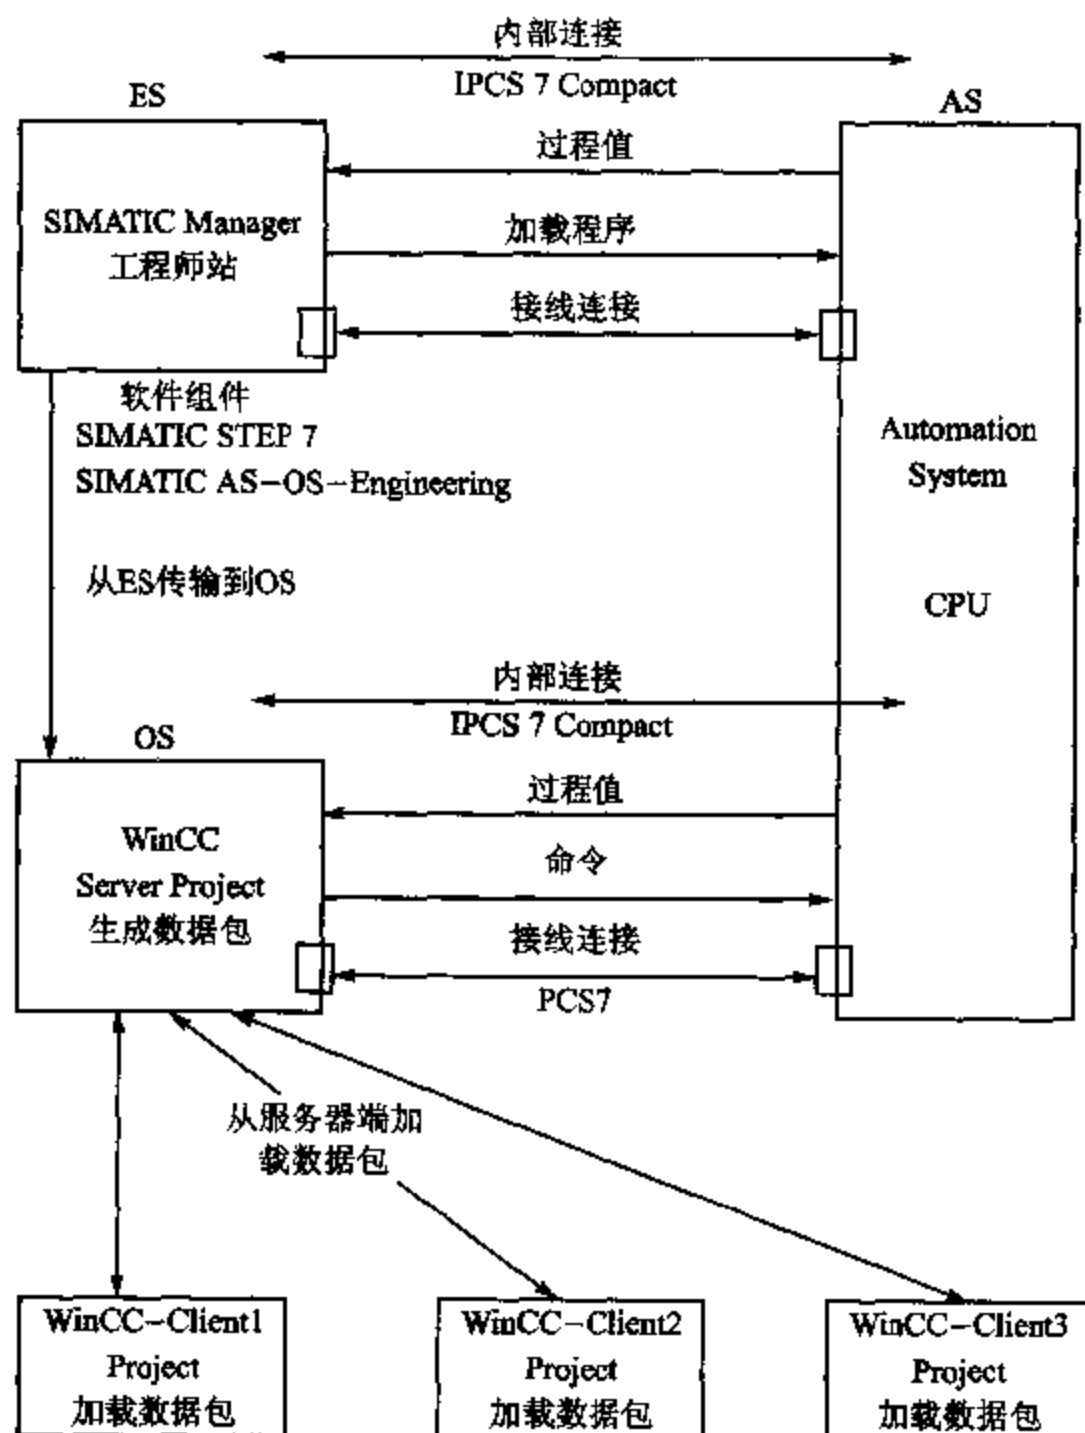 内部连接
IPCS 7 Compact
ES
AS
过程值
SIMATIC Manager
工程师站
加载程序
接线连接
软件组件
SIMATIC STEP 7
SIMATIC AS-OS-Engineering
Automation
System
CPU
从ES传输到OS
内部连接
IPCS 7 Compact
OS
过程值
WinCC
Server Project
生成数据包
命令
接线连接
PCS7
从服务器端加
载数据包
WinCC-Client1
Project
加载数据包
WinCC-Client2
Project
加载数据包
WinCC-Client3
Project
加载数据包